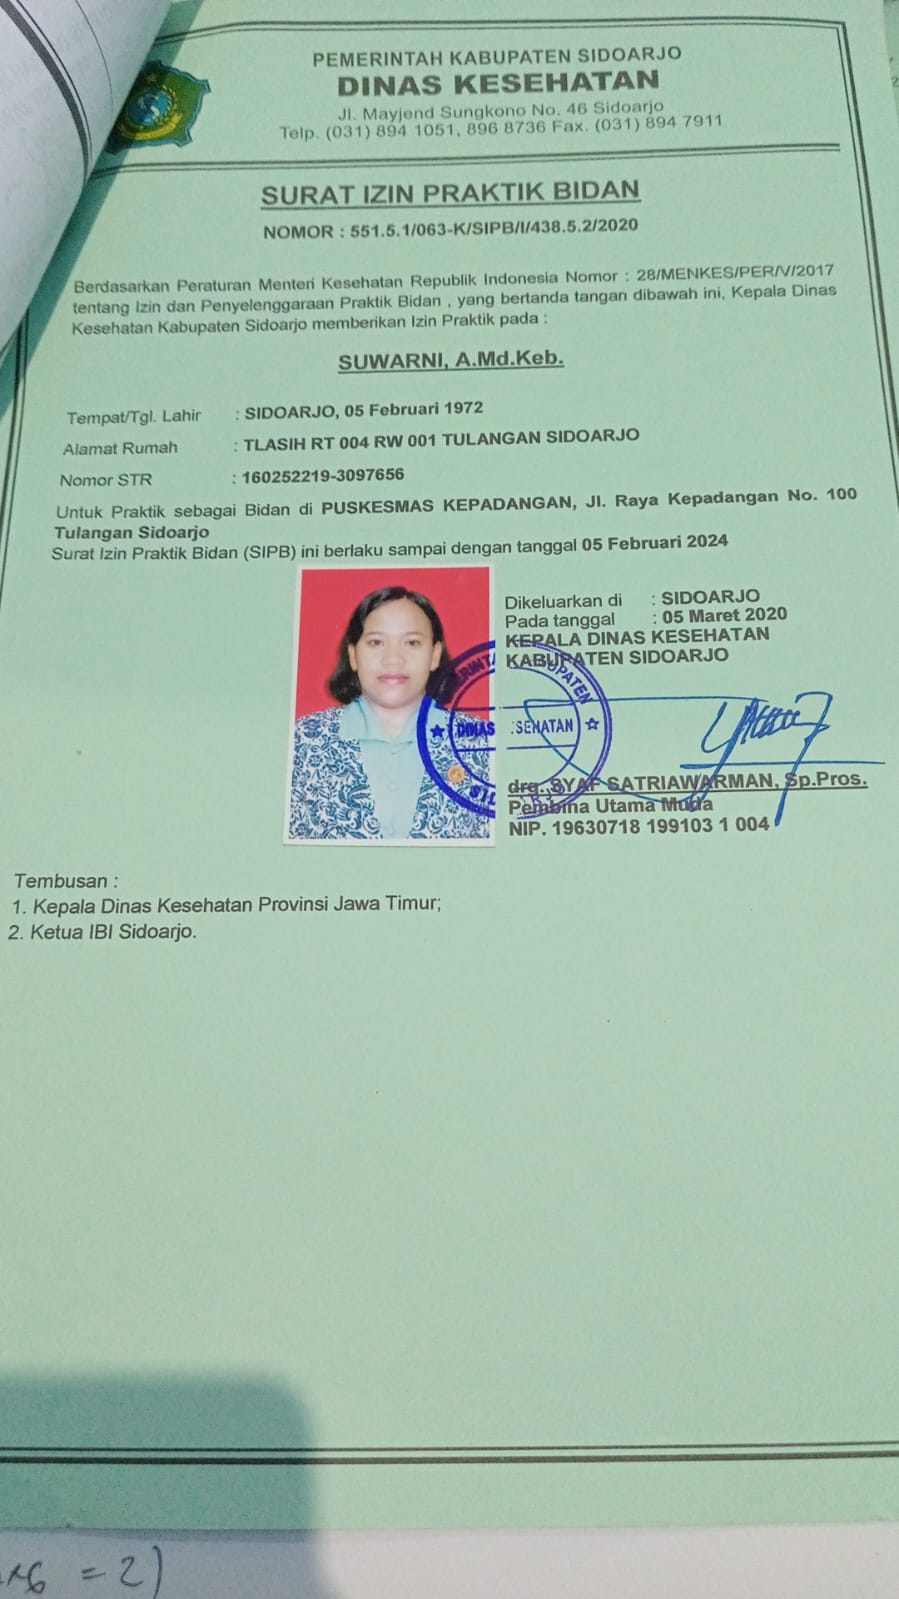 PEMERINTAH KABUPATEN SIDOARJO
DINAS KESEHATAN
Jl. Mayjend Sungkono No. 46 Sidoarjo
Telp. (031) 894 1051, 896 8736 Fax. (031) 894 7911
SURAT IZIN PRAKTIK BIDAN
NOMOR : 551.5.1/063-K/SIPB/I/438.5.2/2020
Berdasarkan Peraturan Menteri Kesehatan Republik Indonesia Nomor : 28/MENKES/PER/V/2017
tentang Izin dan Penyelenggaraan Praktik Bidan , yang bertanda tangan dibawah ini, Kepala Dinas
Kesehatan Kabupaten Sidoarjo memberikan Izin Praktik pada :
SUWARNI, A.Md.Keb.
Tempat/Tgl. Lahir : SIDOARJO, 05 Februari 1972
Alamat Rumah : TLASIH RT 004 RW 001 TULANGAN SIDOARJO
Nomor STR : 160252219-3097656
Untuk Praktik sebagai Bidan di PUSKESMAS KEPADANGAN, Jl. Raya Kepadangan No. 100
Tulangan Sidoarjo
Surat Izin Praktik Bidan (SIPB) ini berlaku sampai dengan tanggal 05 Februari 2024
Dikeluarkan di : SIDOARJO
Pada tanggal : 05 Maret 2020
KEPALA DINAS KESEHATAN
KABUPATEN SIDOARJO
DINAS SEHATAN
drg. SYAF SATRIAWARMAN, Sp.Pros.
Pembina Utama Muda
NIP. 19630718 199103 1 004
Tembusan :
1. Kepala Dinas Kesehatan Provinsi Jawa Timur;
2. Ketua IBI Sidoarjo.
= 2)